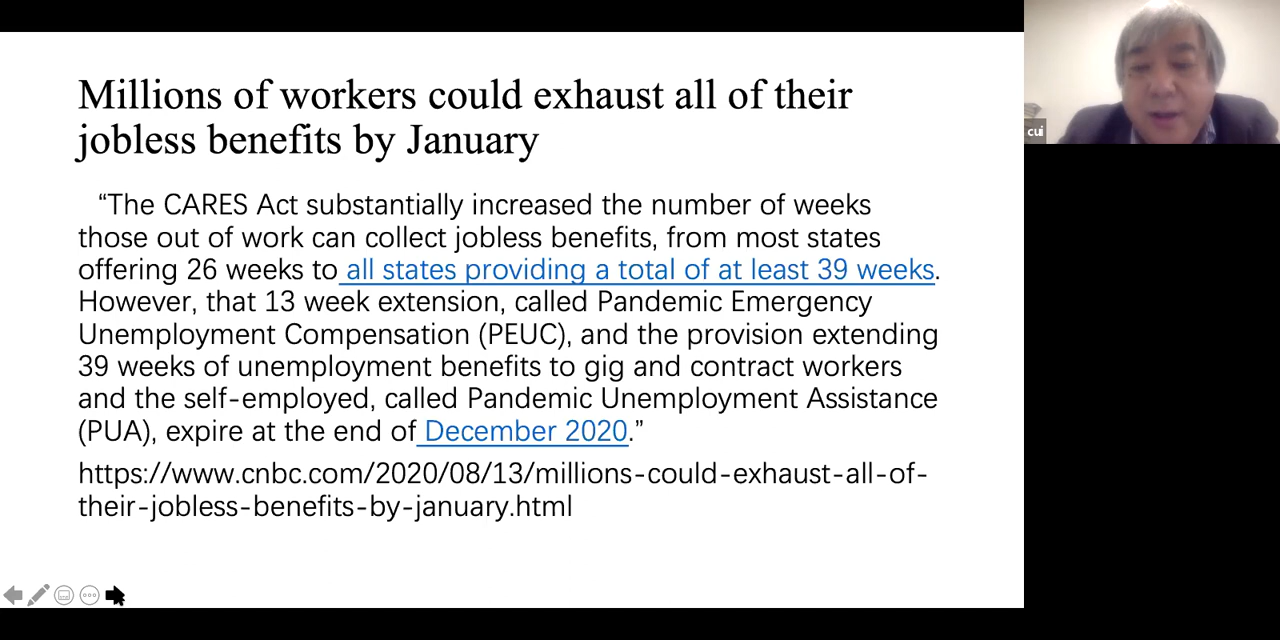 Millions of workers could exhaust all of their
jobless benefits by January
“The CARES Act substantially increased the number of weeks
those out of work can collect jobless benefits, from most states
offering 26 weeks to all states providing a total of at least 39 weeks.
However, that 13 week extension, called Pandemic Emergency
Unemployment Compensation (PEUC), and the provision extending
39 weeks of unemployment benefits to gig and contract workers
and the self-employed, called Pandemic Unemployment Assistance
(PUA), expire at the end of December 2020.”
https://www.cnbc.com/2020/08/13/millions-could-exhaust-all-of-
their-jobless-benefits-by-january.html
cui